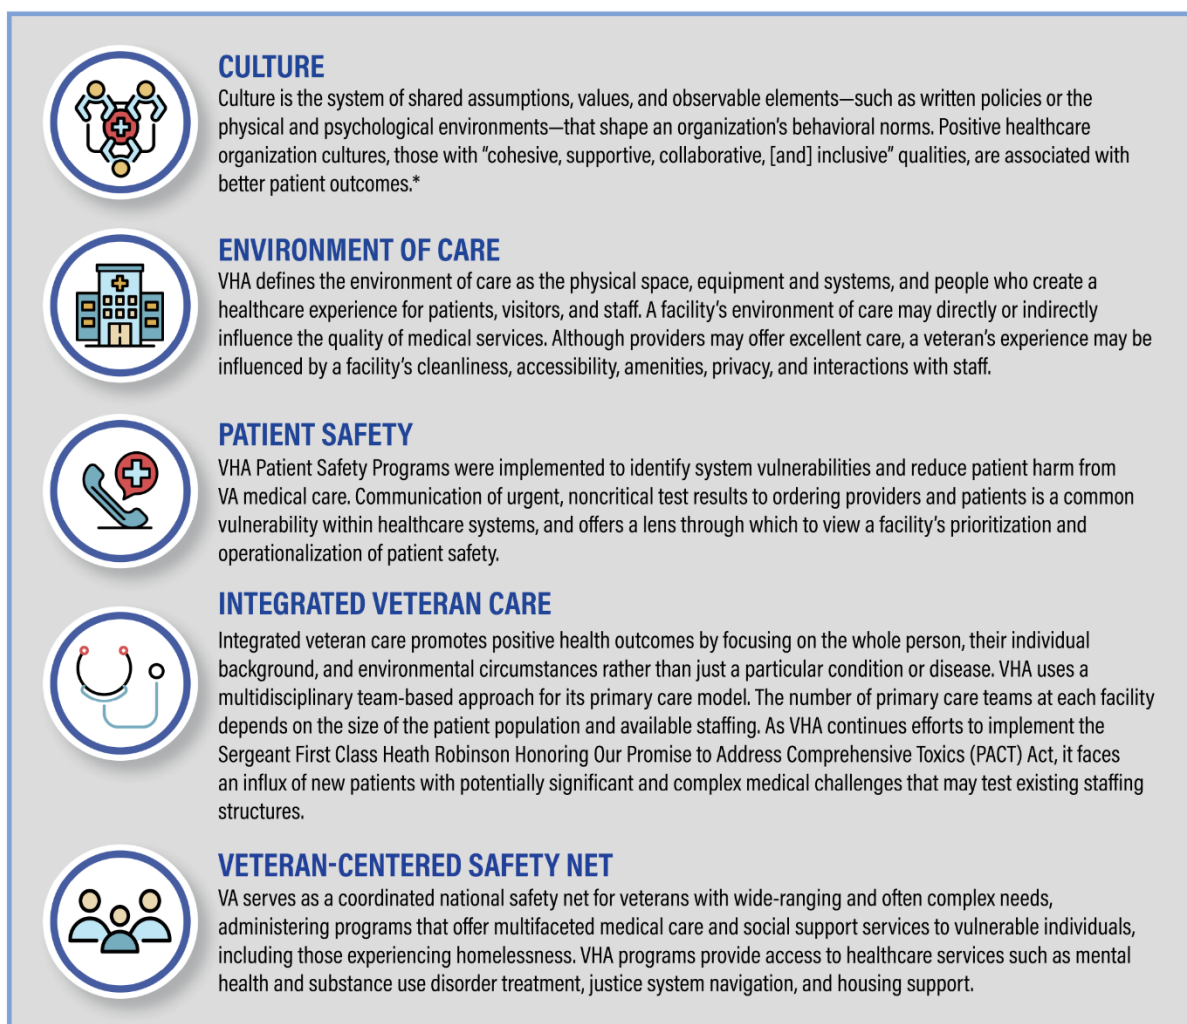 CULTURE
Culture is the system of shared assumptions, values, and observable elements—such as written policies or the
physical and psychological environments—that shape an organization’s behavioral norms. Positive healthcare
organization cultures, those with “cohesive, supportive, collaborative, [and] inclusive” qualities, are associated with
better patient outcomes.*
ENVIRONMENT OF CARE
VHA defines the environment of care as the physical space, equipment and systems, and people who create a
healthcare experience for patients, visitors, and staff. A facility’s environment of care may directly or indirectly
influence the quality of medical services. Although providers may offer excellent care, a veteran’s experience may be
influenced by a facility’s cleanliness, accessibility, amenities, privacy, and interactions with staff.
PATIENT SAFETY
VHA Patient Safety Programs were implemented to identify system vulnerabilities and reduce patient harm from
VA medical care. Communication of urgent, noncritical test results to ordering providers and patients is a common
vulnerability within healthcare systems, and offers a lens through which to view a facility’s prioritization and
operationalization of patient safety.
INTEGRATED VETERAN CARE
Integrated veteran care promotes positive health outcomes by focusing on the whole person, their individual
background, and environmental circumstances rather than just a particular condition or disease. VHA uses a
multidisciplinary team-based approach for its primary care model. The number of primary care teams at each facility
depends on the size of the patient population and available staffing. As VHA continues efforts to implement the
Sergeant First Class Heath Robinson Honoring Our Promise to Address Comprehensive Toxics (PACT) Act, it faces
an influx of new patients with potentially significant and complex medical challenges that may test existing staffing
structures.
VETERAN-CENTERED SAFETY NET
VA serves as a coordinated national safety net for veterans with wide-ranging and often complex needs,
administering programs that offer multifaceted medical care and social support services to vulnerable individuals,
including those experiencing homelessness. VHA programs provide access to healthcare services such as mental
health and substance use disorder treatment, justice system navigation, and housing support.